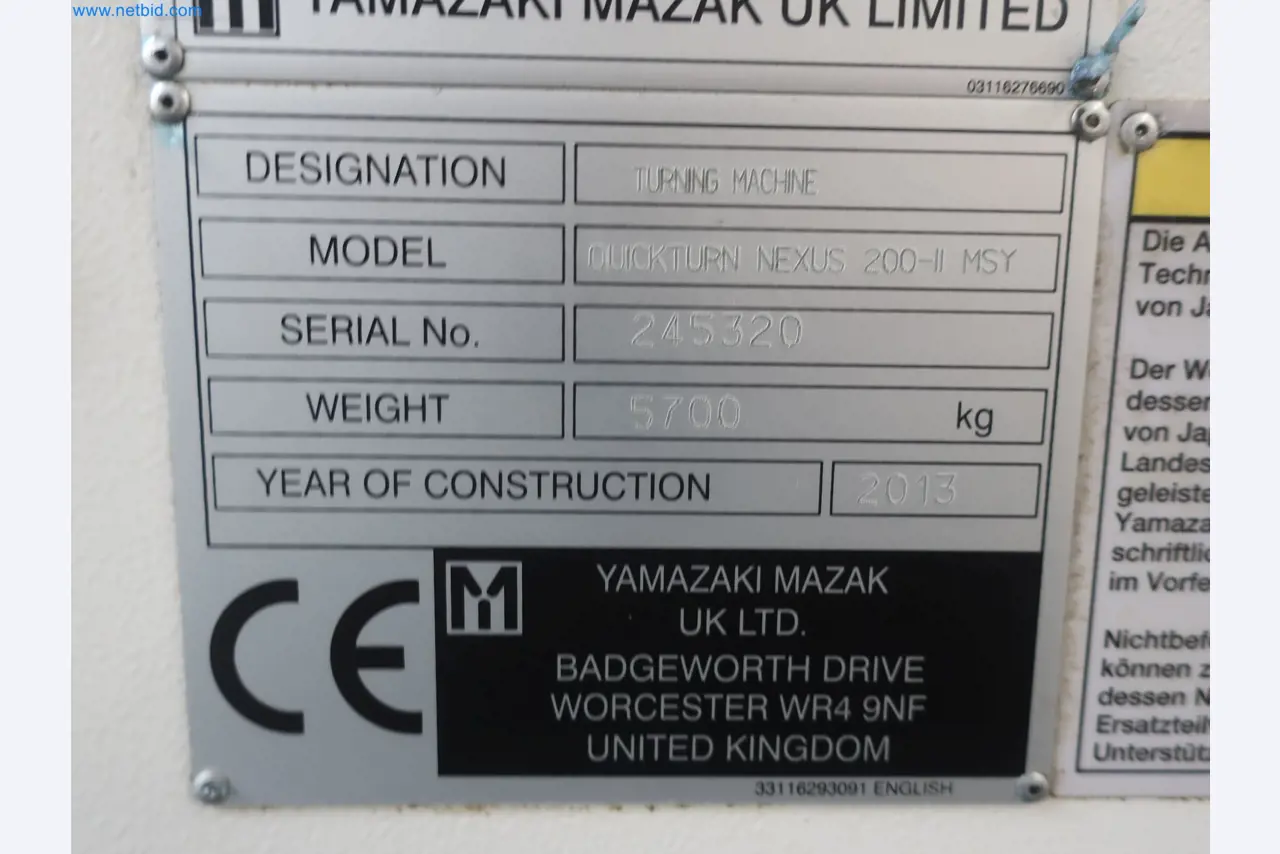 www.netbid.com
YAMAZAKI MAZAK UK LIMITED
03116276690
DESIGNATION TURNING MACHINE
MODEL QUICKTURN NEXUS 200-II MSY
SERIAL No. 245320
WEIGHT 5700 kg
YEAR OF CONSTRUCTION 2013
CE
YAMAZAKI MAZAK
UK LTD.
BADGEWORTH DRIVE
WORCESTER WR4 9NF
UNITED KINGDOM
33116293091 ENGLISH
Die A
Techn
von Ja
Der W
dessen
von Jap
Landes
geleiste
Yamaza
schriftlic
im Vorfe
Nichtbef
können z
dessen N
Ersatzteil
Unterstütz